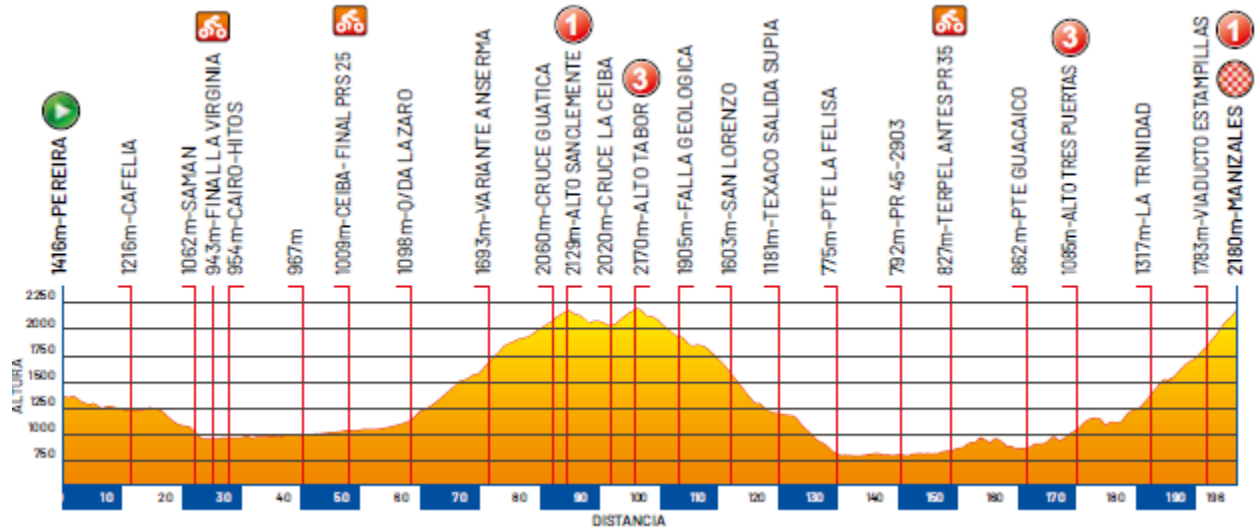 1416m-PEREIRA
1216m-CAFELIA
1062m-SAMAN
943m-FINAL LA VIRGINIA
954m-CAIRO-HITOS
967m
1009m-CEIBA-FINAL PRS 25
1098m-Q/DA LAZARO
1693m-VARIANTE ANSERMA
2060m-CRUCE GUATICA
2129m-ALTO SANCLEMENTE
1
2020m-CRUCE LA CEIBA
2170m-ALTO TABOR
3
1905m-FALLA GEOLOGICA
1603m-SAN LORENZO
1181m-TEXACO SALIDA SUPIA
775m-PTE LA FELISA
792m-PR 45-2903
827m-TERPEL ANTES PR 35
862m-PTE GUACAICO
1085m-ALTO TRES PUERTAS
3
1317m-LA TRINIDAD
1783m-VIADUCTO ESTAMPILLAS
2180m-MANIZALES
1
ALTURA
2250
2000
1750
1500
1250
1000
750
10 20 30 40 50 60 70 80 90 100 110 120 130 140 150 160 170 180 190 198
DISTANCIA